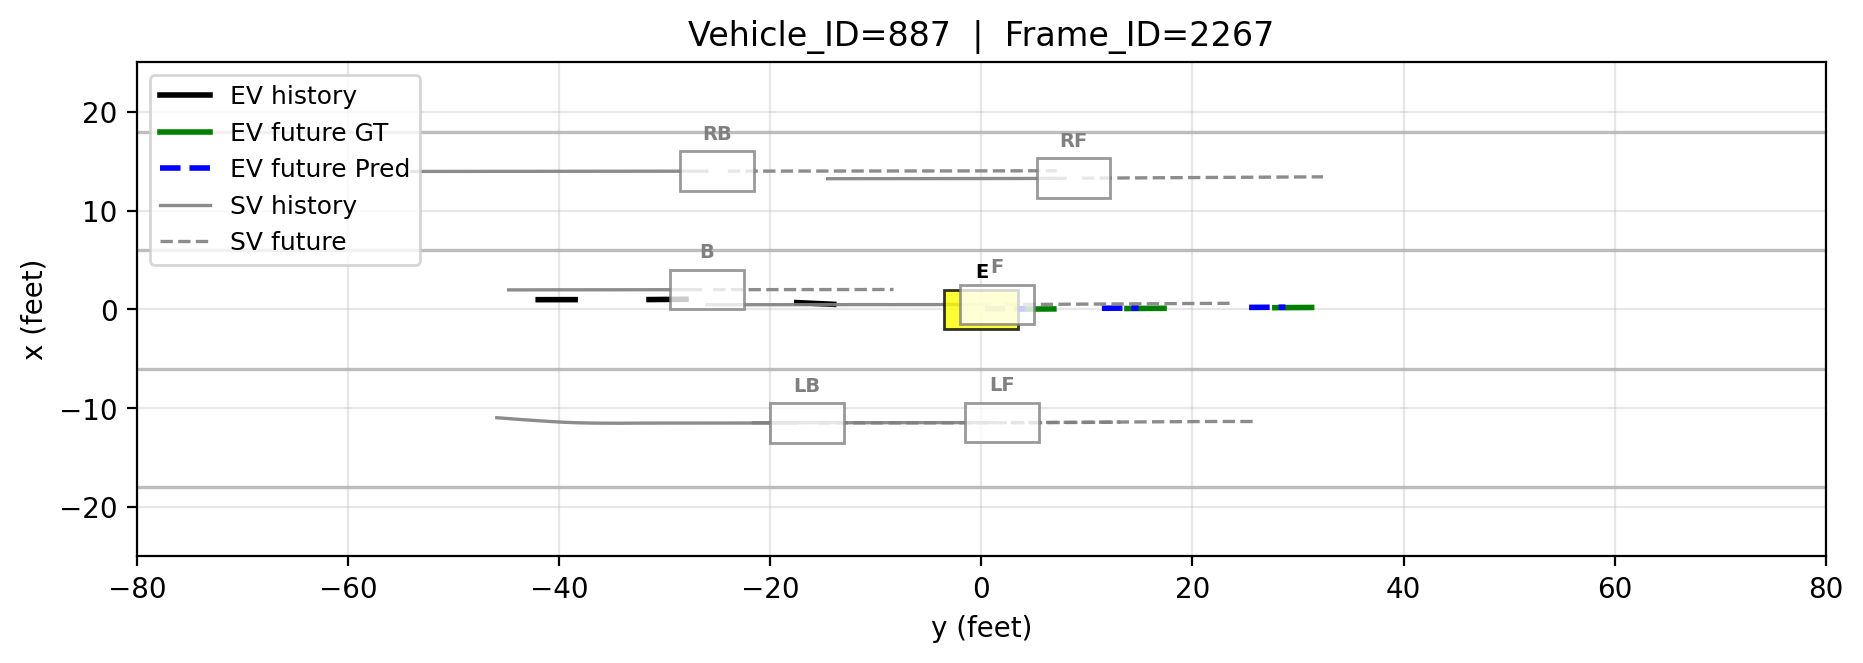 Vehicle_ID=887 | Frame_ID=2267
EV history
EV future GT
EV future Pred
SV history
SV future
RB
RF
B
E
F
LB
LF
20
10
0
−10
−20
x (feet)
−80
−60
−40
−20
0
20
40
60
80
y (feet)